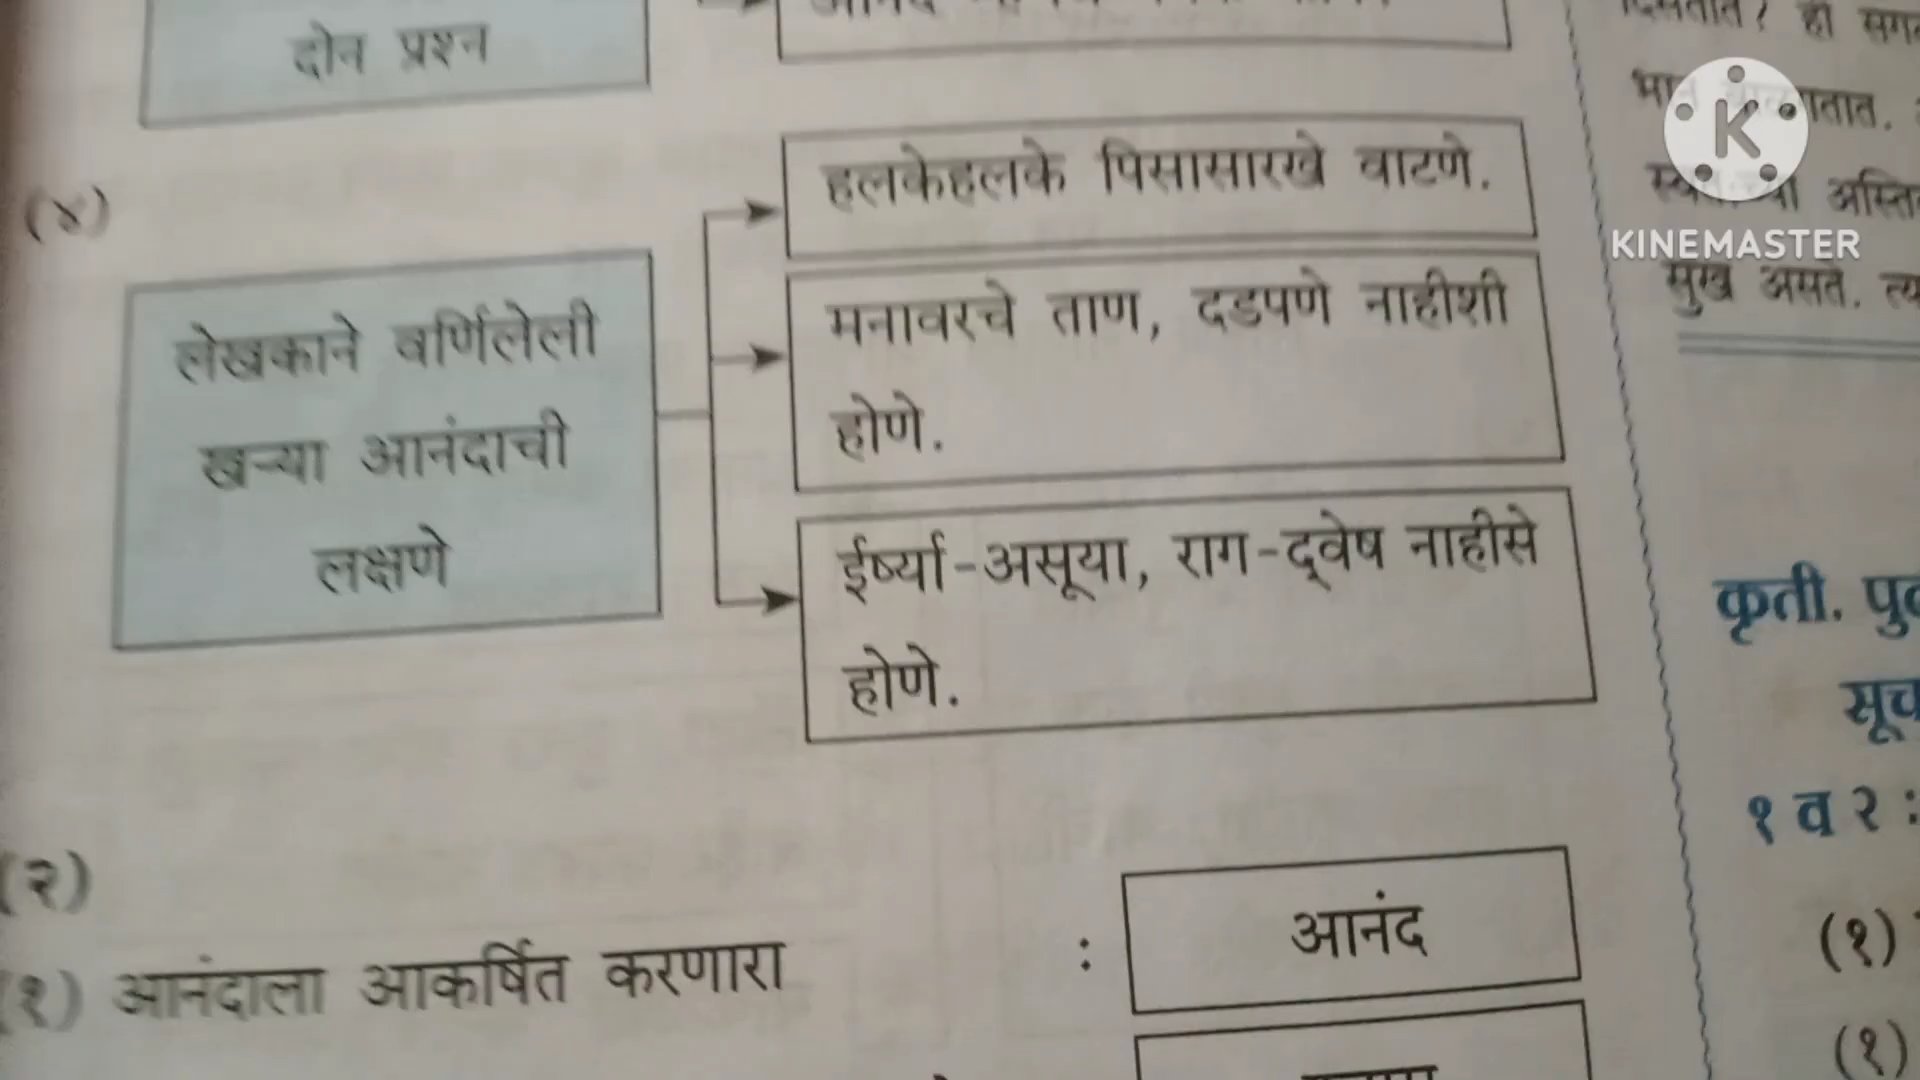 दोन प्रश्न
(४)
लेखकाने वर्णिलेली
खऱ्या आनंदाची
लक्षणे
हलकेहलके पिसासारखे वाटणे.
मनावरचे ताण, दडपणे नाहीशी
होणे.
ईर्ष्या-असूया, राग-द्वेष नाहीसे
होणे.
(२)
(१) आनंदाला आकर्षित करणारा : आनंद
KINEMASTER
सुख असते.
कृती.
१ व २ :
(१)
(१)